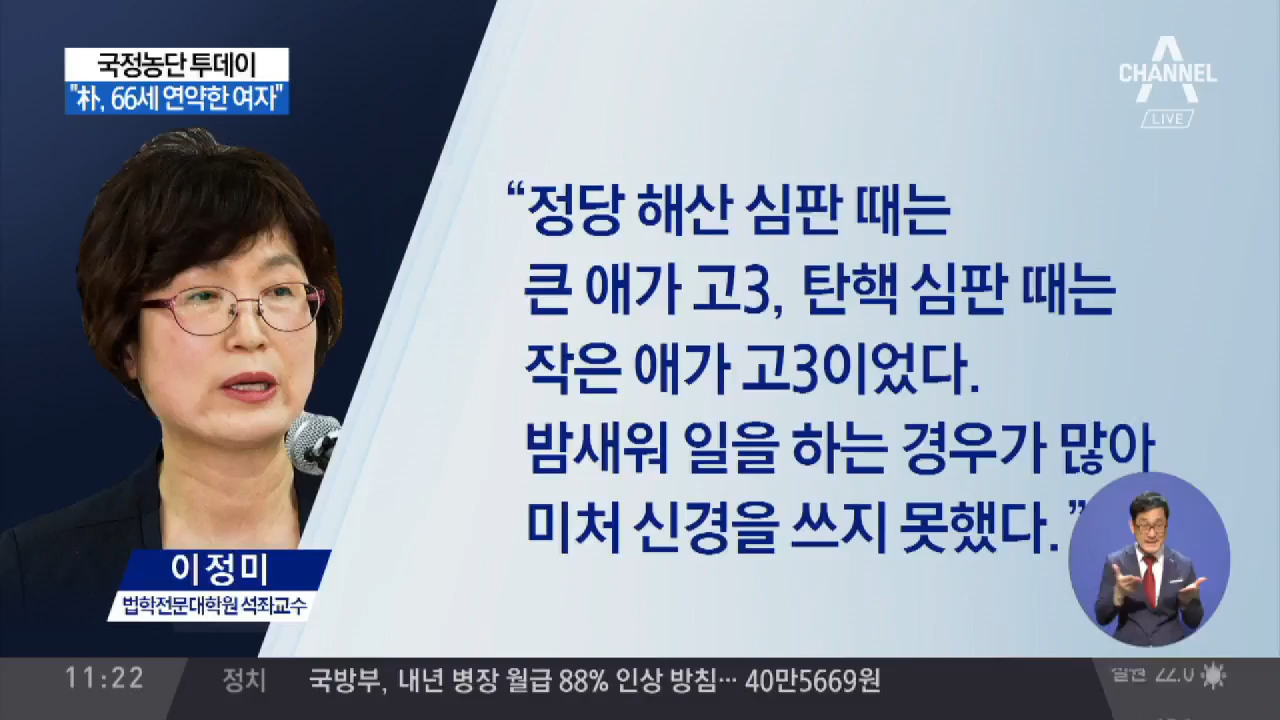 국정농단 투데이
"朴, 66세 연약한 여자"
CHANNEL A
LIVE
“정당 해산 심판 때는
큰 애가 고3, 탄핵 심판 때는
작은 애가 고3이었다.
밤새워 일을 하는 경우가 많아
미처 신경을 쓰지 못했다.”
이정미
법학전문대학원 석좌교수
11:22 정치 국방부, 내년 병장 월급 88% 인상 방침… 40만5669원
22.0